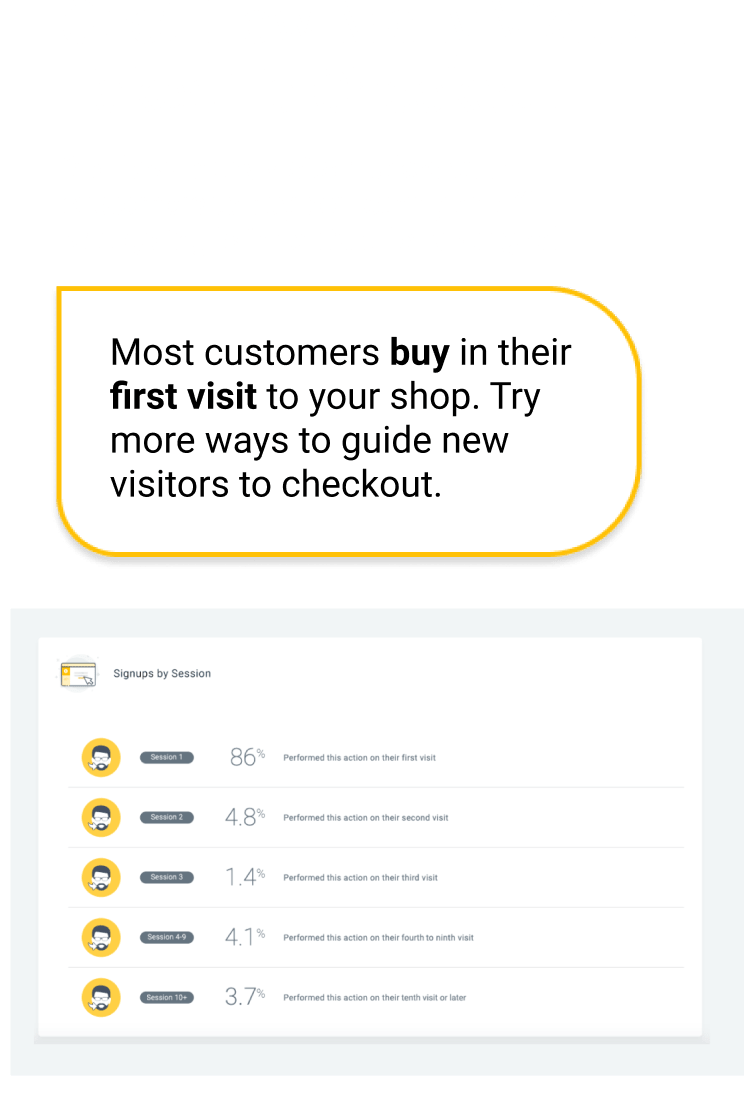 Most customers buy in their
first visit to your shop. Try
more ways to guide new
visitors to checkout.
Signups by Session
Session 1 86% Performed this action on their first visit
Session 2 4.8% Performed this action on their second visit
Session 3 1.4% Performed this action on their third visit
Session 4-9 4.1% Performed this action on their fourth to ninth visit
Session 10+ 3.7% Performed this action on their tenth visit or later